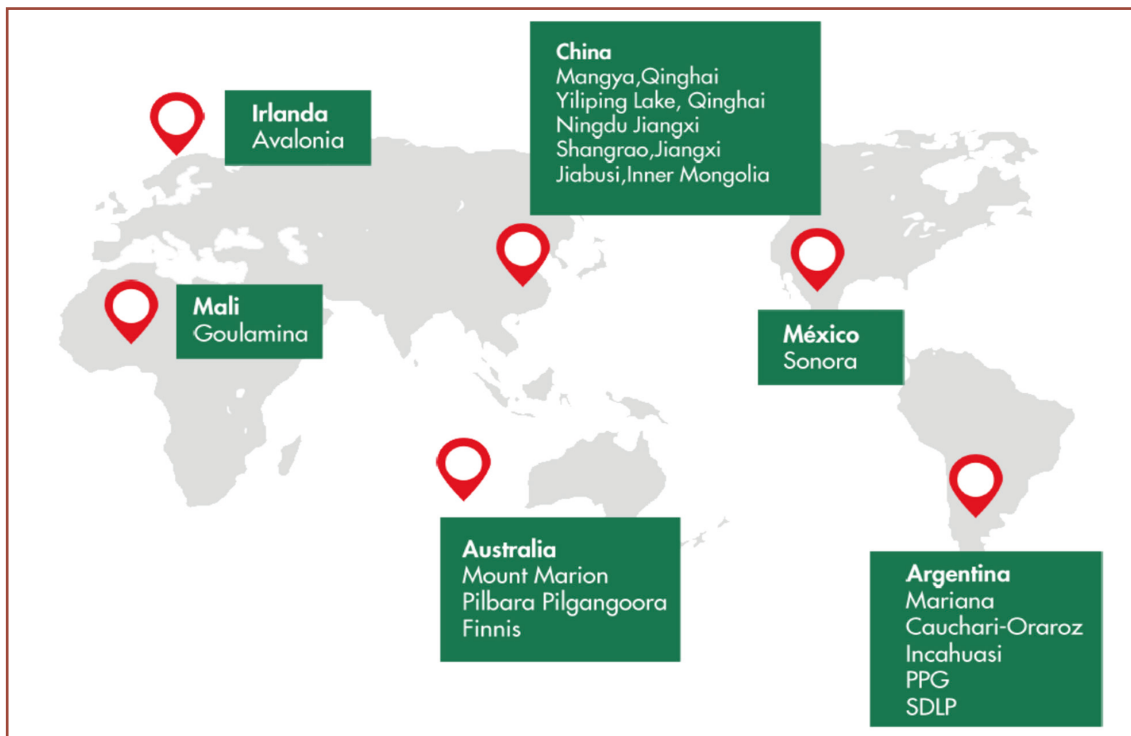 Irlanda
Avalonia
China
Mangya,Qinghai
Yiliping Lake, Qinghai
Ningdu Jiangxi
Shangrao,Jiangxi
Jiabusi,Inner Mongolia
Mali
Goulamina
México
Sonora
Australia
Mount Marion
Pilbara Pilgangoora
Finnis
Argentina
Mariana
Cauchari-Oraroz
Incahuasi
PPG
SDLP